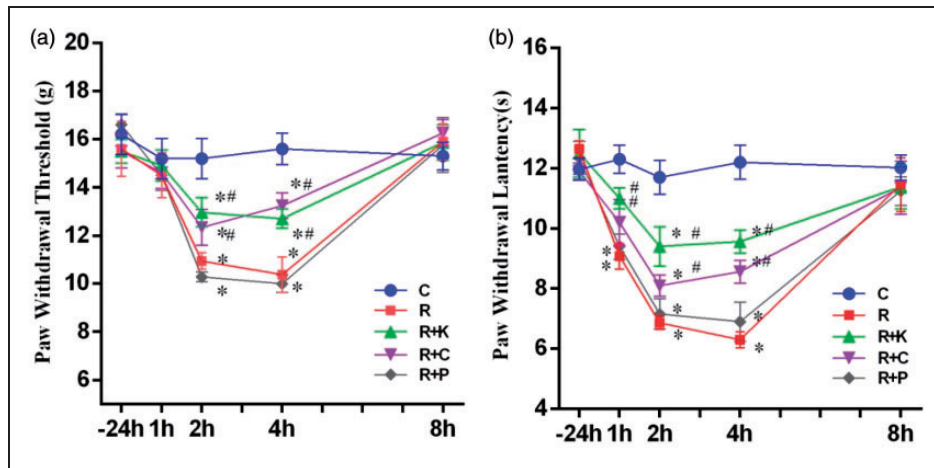 (a)
Paw Withdrawal Threshold (g)
20
18
16
14
12
10
8
6
*#
*#
*#
*
*#
*
*
*
C
R
R+K
R+C
R+P
-24h 1h 2h 4h 8h
(b)
Paw Withdrawal Lantency(s)
16
14
12
10
8
6
4
#
#
*
*
* #
*#
* #
*#
*
*
*
*
C
R
R+K
R+C
R+P
-24h 1h 2h 4h 8h